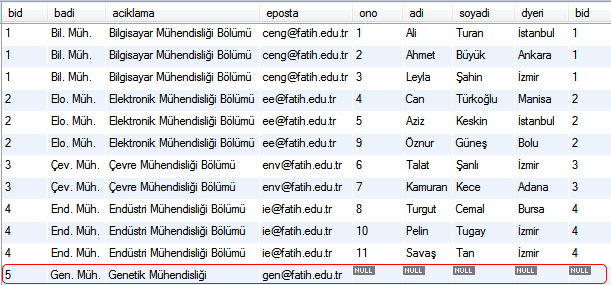 bid badi aciklama eposta ono adi soyadi dyeri bid
1 Bil. Müh. Bilgisayar Mühendisliği Bölümü ceng@fatih.edu.tr 1 Ali Turan İstanbul 1
1 Bil. Müh. Bilgisayar Mühendisliği Bölümü ceng@fatih.edu.tr 2 Ahmet Büyük Ankara 1
1 Bil. Müh. Bilgisayar Mühendisliği Bölümü ceng@fatih.edu.tr 3 Leyla Şahin İzmir 1
2 Elo. Müh. Elektronik Mühendisliği Bölümü ee@fatih.edu.tr 4 Can Türkoğlu Manisa 2
2 Elo. Müh. Elektronik Mühendisliği Bölümü ee@fatih.edu.tr 5 Aziz Keskin İstanbul 2
2 Elo. Müh. Elektronik Mühendisliği Bölümü ee@fatih.edu.tr 9 Öznur Güneş Bolu 2
3 Çev. Müh. Çevre Mühendisliği Bölümü env@fatih.edu.tr 6 Talat Şanlı İzmir 3
3 Çev. Müh. Çevre Mühendisliği Bölümü env@fatih.edu.tr 7 Kamuran Kece Adana 3
4 End. Müh. Endüstri Mühendisliği Bölümü ie@fatih.edu.tr 8 Turgut Cemal Bursa 4
4 End. Müh. Endüstri Mühendisliği Bölümü ie@fatih.edu.tr 10 Pelin Tugay İzmir 4
4 End. Müh. Endüstri Mühendisliği Bölümü ie@fatih.edu.tr 11 Savaş Tan İzmir 4
5 Gen. Müh. Genetik Mühendisliği gen@fatih.edu.tr NULL NULL NULL NULL NULL